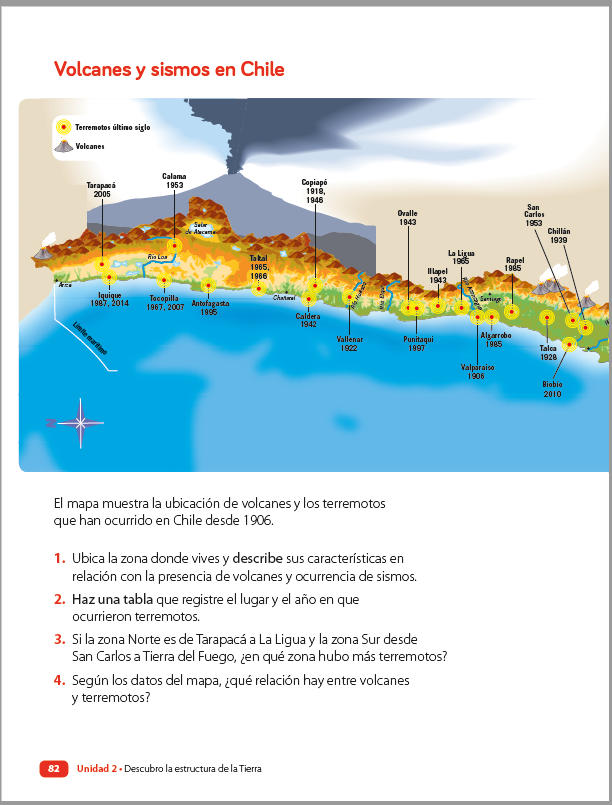 Volcanes y sismos en Chile
Terremotos último siglo
Volcanes
Tarapacá
2005
Calama
1953
Copiapó
1918,
1946
Ovalle
1943
San
Carlos
1953
Chillán
1939
La Ligua
1965
Rapel
1985
Illapel
1943
Salar
de Atacama
Río Loa
Taltal
1965,
1966
Arica
Iquique
1987, 2014
Tocopilla
1967, 2007
Antofagasta
1995
Chañaral
Caldera
1942
Río Huasco
Río Elqui
Santiago
Vallenar
1922
Punitaqui
1997
Algarrobo
1985
Valparaíso
1906
Talca
1928
Biobío
2010
Límite marítimo
N
El mapa muestra la ubicación de volcanes y los terremotos
que han ocurrido en Chile desde 1906.
1. Ubica la zona donde vives y describe sus características en
relación con la presencia de volcanes y ocurrencia de sismos.
2. Haz una tabla que registre el lugar y el año en que
ocurrieron terremotos.
3. Si la zona Norte es de Tarapacá a La Ligua y la zona Sur desde
San Carlos a Tierra del Fuego, ¿en qué zona hubo más terremotos?
4. Según los datos del mapa, ¿qué relación hay entre volcanes
y terremotos?
82 Unidad 2 • Descubro la estructura de la Tierra